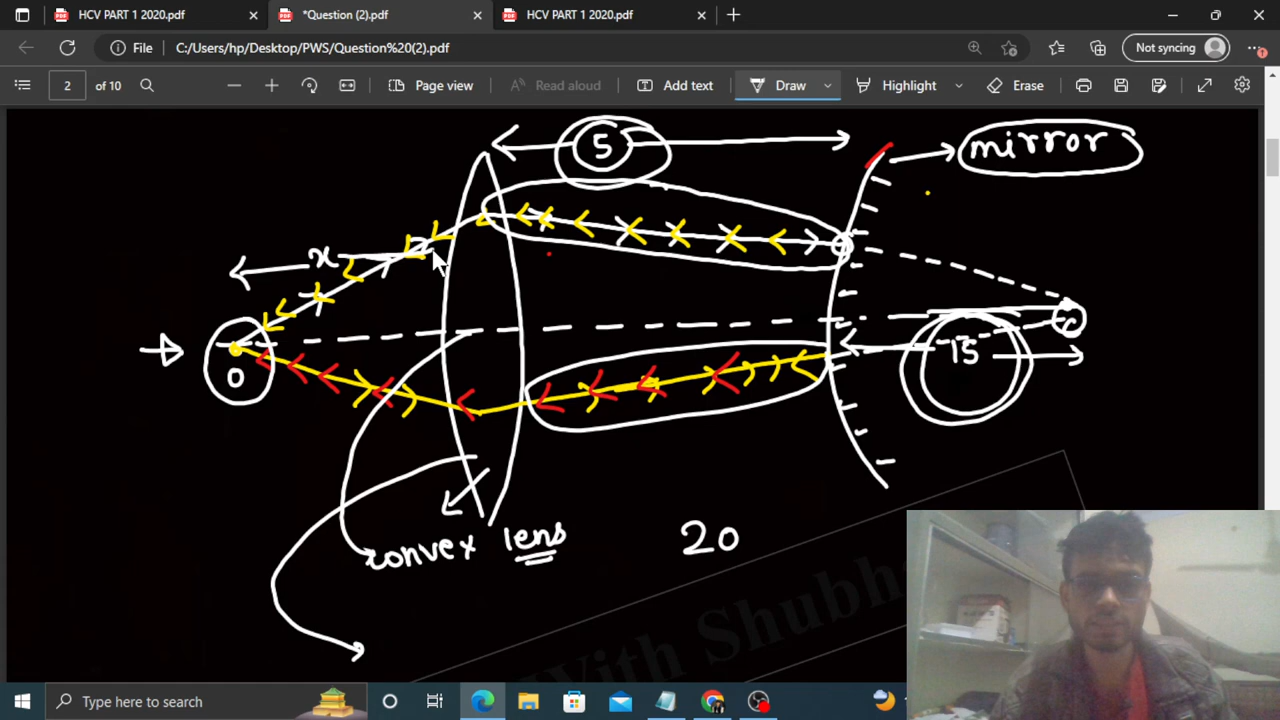 HCV PART 1 2020.pdf
*Question (2).pdf
HCV PART 1 2020.pdf
File
C:/Users/hp/Desktop/PWS/Question%20(2).pdf
Not syncing
2 of 10
Page view
Read aloud
Add text
Draw
Highlight
Erase
5
mirror
x
O
C
15
convex lens
20
With Shubh
Type here to search